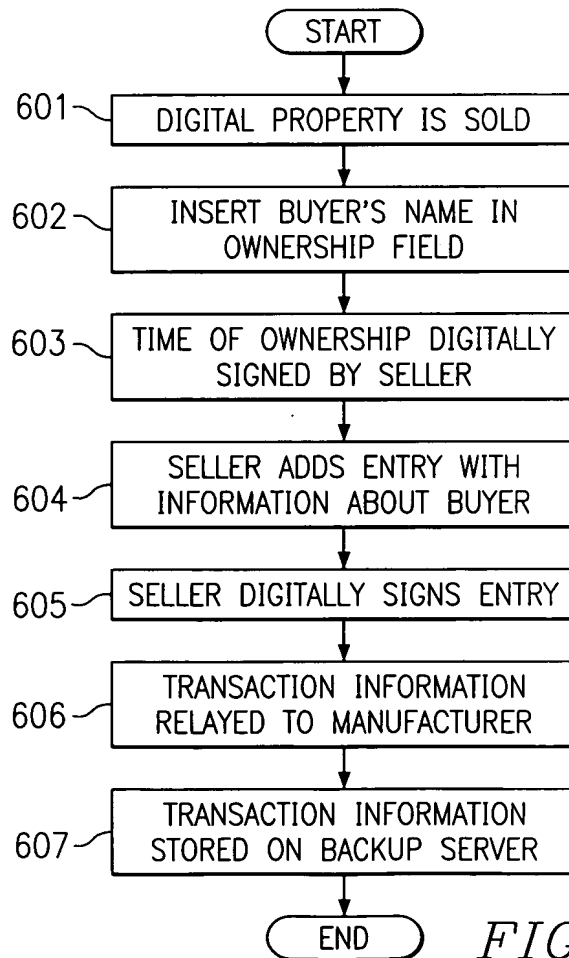 START
601
DIGITAL PROPERTY IS SOLD
602
INSERT BUYER'S NAME IN
OWNERSHIP FIELD
603
TIME OF OWNERSHIP DIGITALLY
SIGNED BY SELLER
604
SELLER ADDS ENTRY WITH
INFORMATION ABOUT BUYER
605
SELLER DIGITALLY SIGNS ENTRY
606
TRANSACTION INFORMATION
RELAYED TO MANUFACTURER
607
TRANSACTION INFORMATION
STORED ON BACKUP SERVER
END
FIG